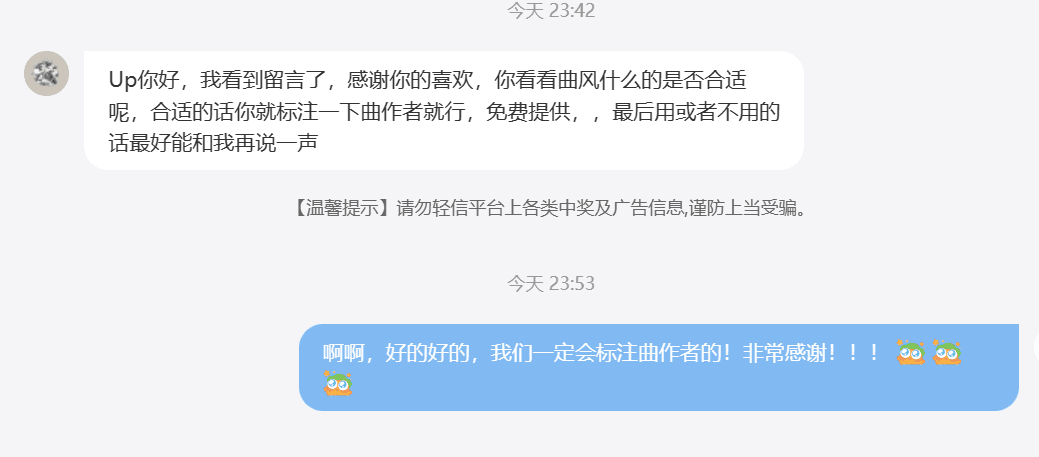 今天 23:42
Up你好，我看到留言了，感谢你的喜欢，你看看曲风什么的是否合适
呢，合适的话你就标注一下曲作者就行，免费提供，，最后用或者不用的
话最好能和我再说一声
【温馨提示】请勿轻信平台上各类中奖及广告信息,谨防上当受骗。
今天 23:53
啊啊，好的好的，我们一定会标注曲作者的！非常感谢！！！